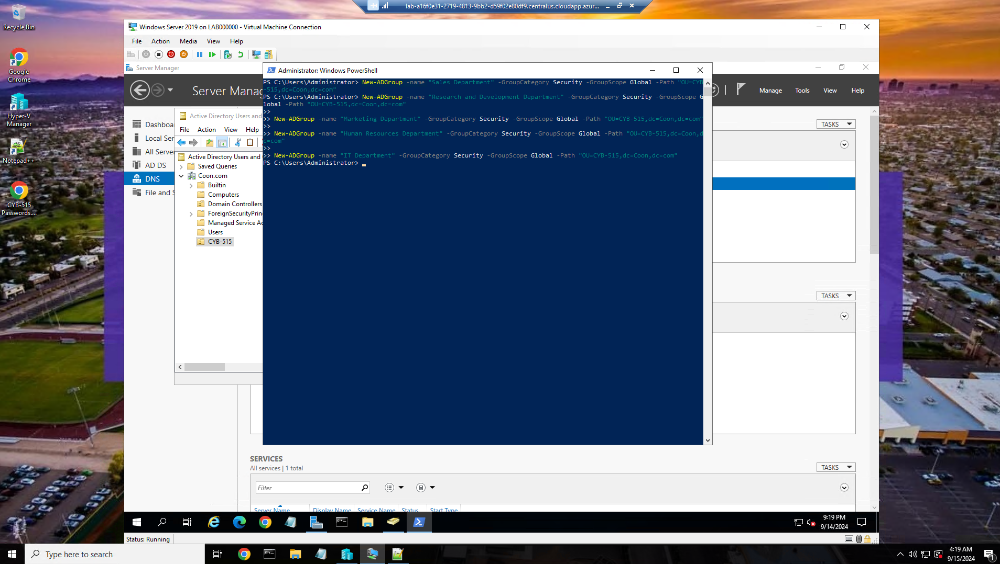 lab-a16f0e31-2719-4813-9bb2-d59f02e80df9.centralus.cloudapp.azur...
Recycle Bin
Google
Chrome
Hyper-V
Manager
Notepad++
CYB-515
Passwords....
Windows Server 2019 on LAB000000 - Virtual Machine Connection
File Action Media View Help
Server Manager
Server Manag
Manage Tools View Help
Dashboa
Local Ser
All Server
AD DS
DNS
File and S
Active Directory Users and
File Action View Help
Active Directory Users and
Saved Queries
Coon.com
Builtin
Computers
Domain Controllers
ForeignSecurityPrinc
Managed Service Ac
Users
CYB-515
Administrator: Windows PowerShell
PS C:\Users\Administrator> New-ADGroup -name "Sales Department" -GroupCategory Security -GroupScope Global -Path "OU=CYB
-515,dc=Coon,dc=com"
PS C:\Users\Administrator> New-ADGroup -name "Research and Development Department" -GroupCategory Security -GroupScope G
lobal -Path "OU=CYB-515,dc=Coon,dc=com"
>>
>> New-ADGroup -name "Marketing Department" -GroupCategory Security -GroupScope Global -Path "OU=CYB-515,dc=Coon,dc=com"
>>
>> New-ADGroup -name "Human Resources Department" -GroupCategory Security -GroupScope Global -Path "OU=CYB-515,dc=Coon,d
c=com"
>>
>> New-ADGroup -name "IT Department" -GroupCategory Security -GroupScope Global -Path "OU=CYB-515,dc=Coon,dc=com"
PS C:\Users\Administrator>
TASKS
TASKS
SERVICES
All services | 1 total
TASKS
Filter
Server Name Display Name Service Name Status Start Type
9:19 PM
9/14/2024
Status: Running
Type here to search
4:19 AM
9/15/2024
1